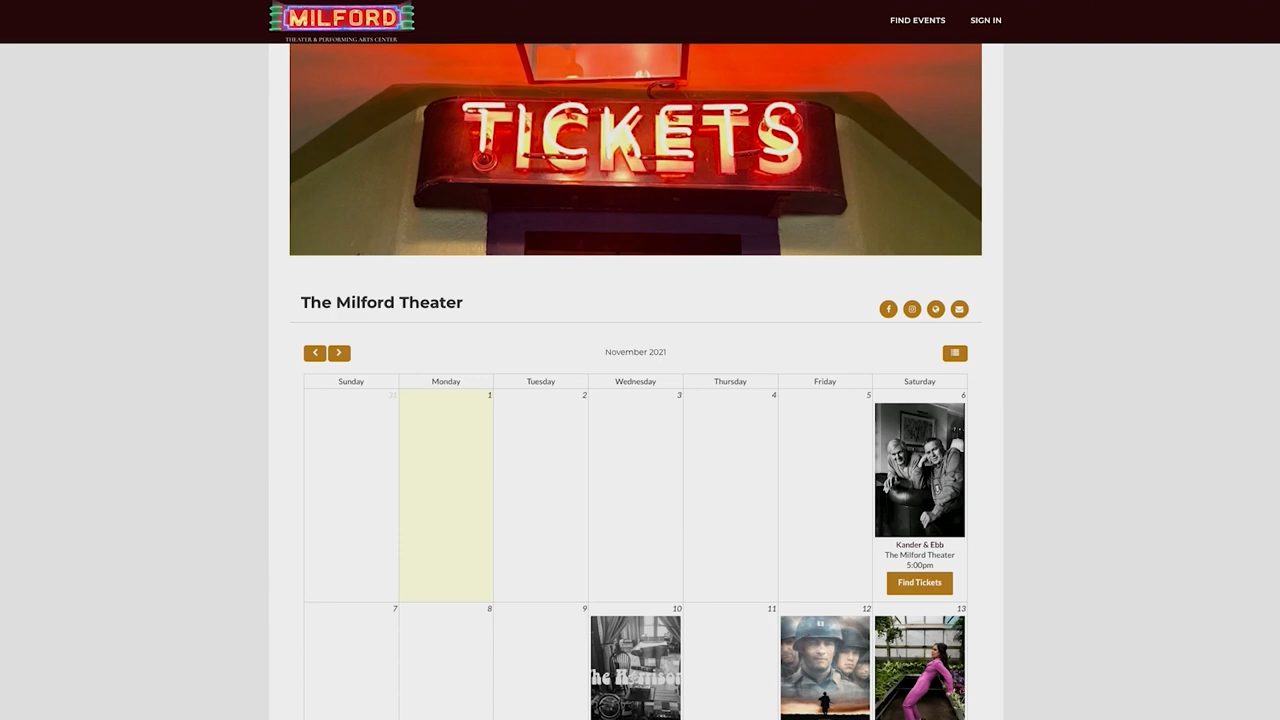 MILFORD
THEATER & PERFORMING ARTS CENTER
FIND EVENTS
SIGN IN
TICKETS
The Milford Theater
November 2021
Sunday Monday Tuesday Wednesday Thursday Friday Saturday
31 1 2 3 4 5 6
Kander & Ebb
The Milford Theater
5:00pm
Find Tickets
7 8 9 10 11 12 13